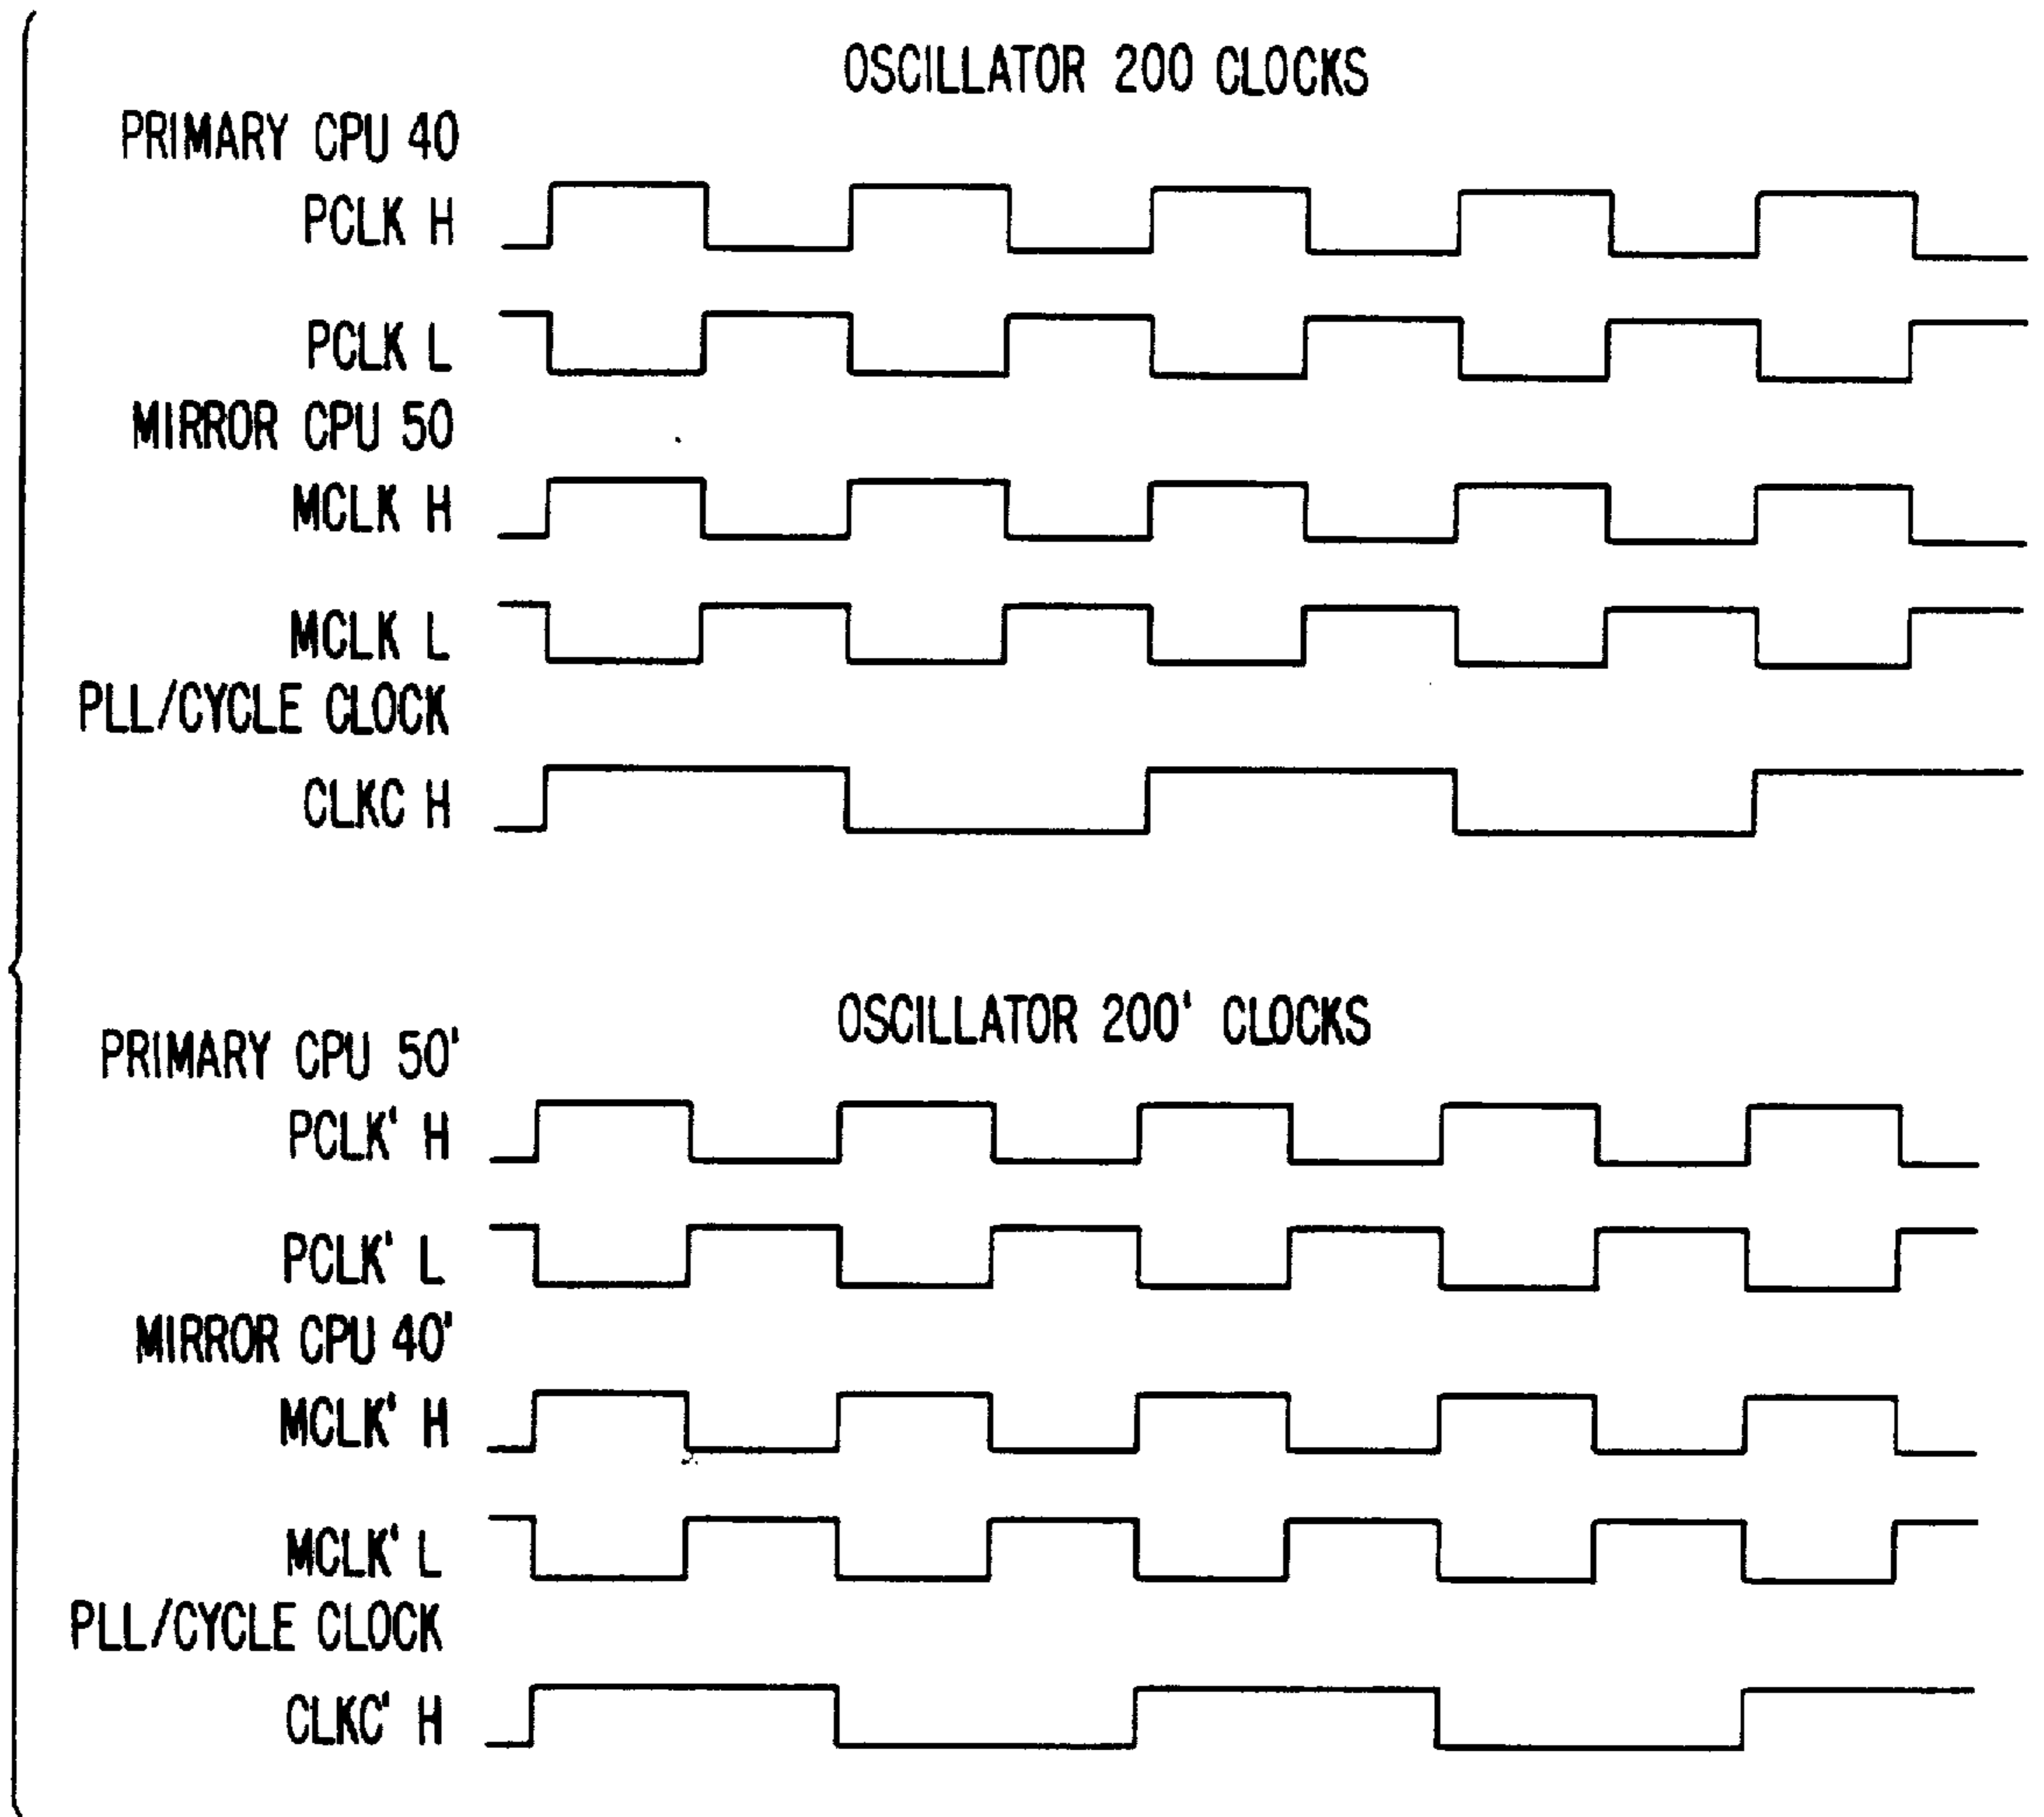 OSCILLATOR 200 CLOCKS
PRIMARY CPU 40
PCLK H
PCLK L
MIRROR CPU 50
MCLK H
MCLK L
PLL/CYCLE CLOCK
CLKC H
OSCILLATOR 200' CLOCKS
PRIMARY CPU 50'
PCLK' H
PCLK' L
MIRROR CPU 40'
MCLK' H
MCLK' L
PLL/CYCLE CLOCK
CLKC' H